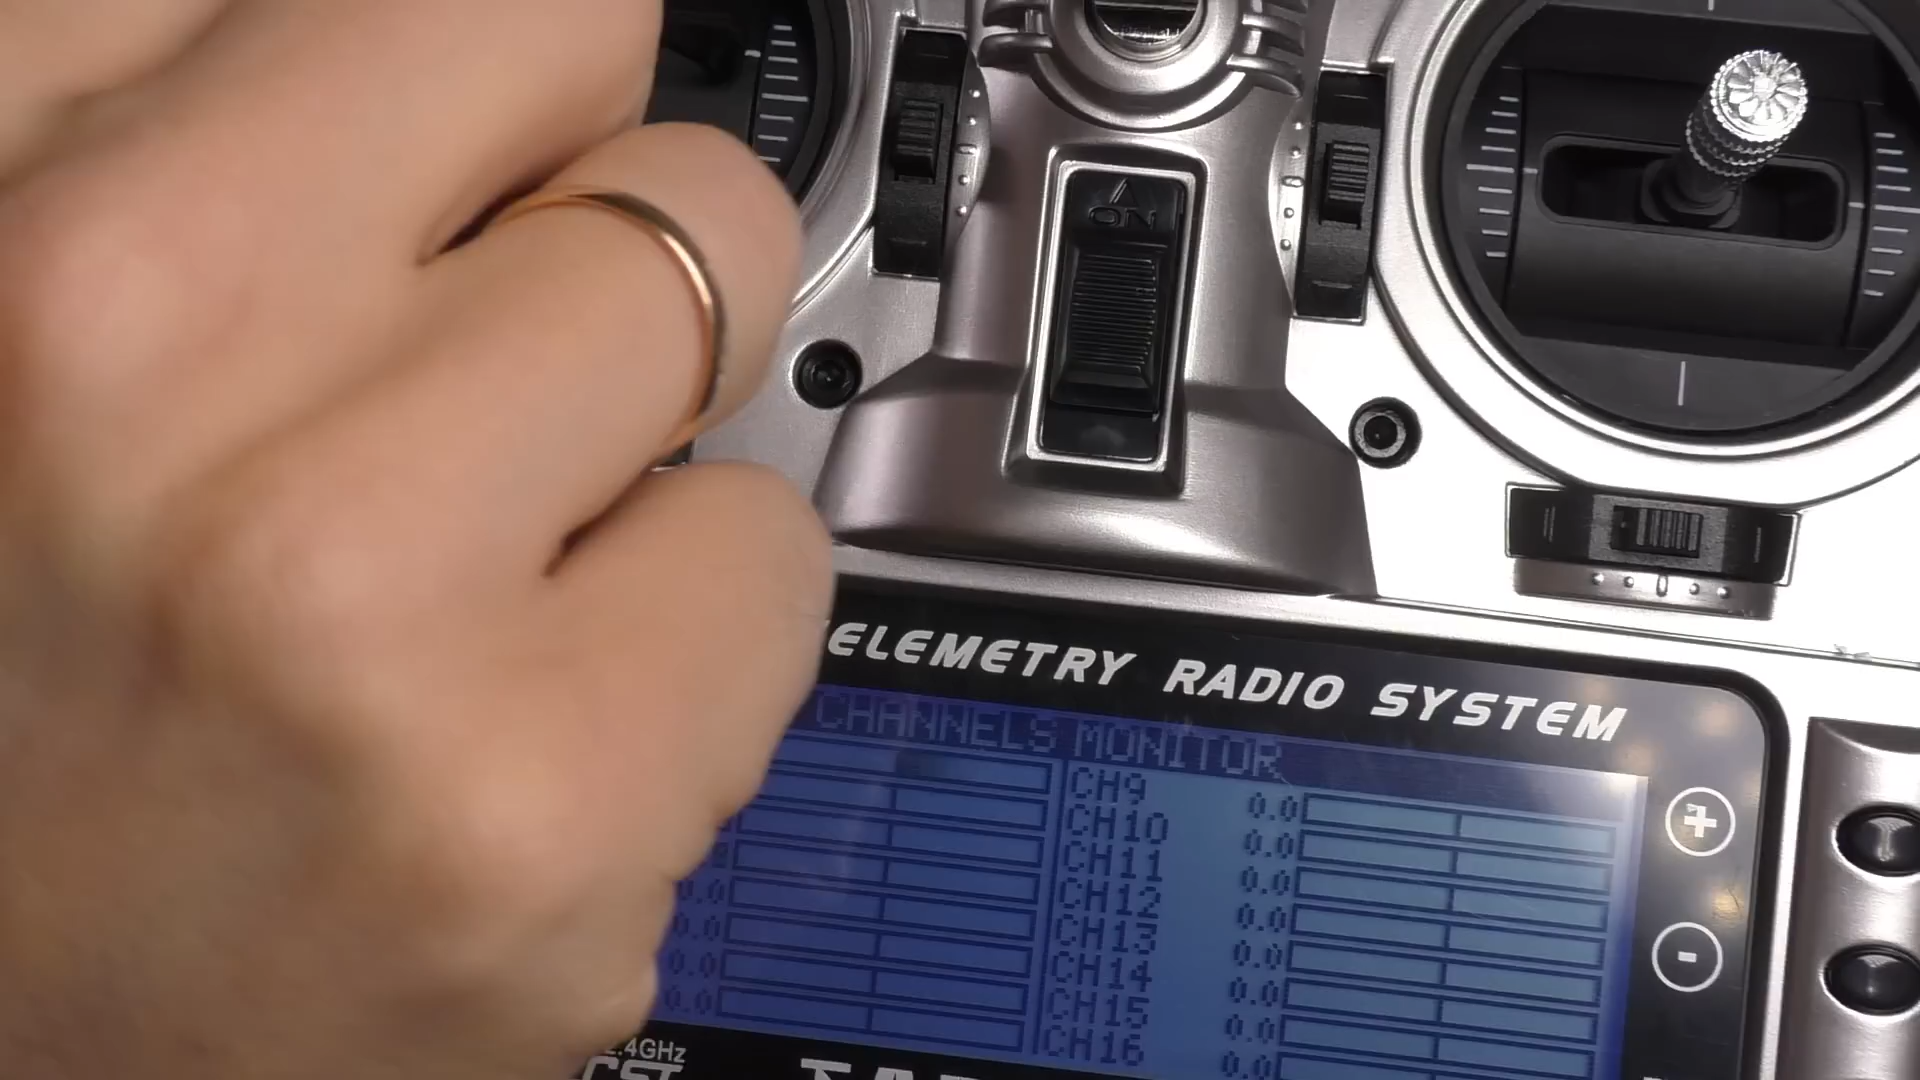 ON
ELEMETRY RADIO SYSTEM
CHANNELS MONITOR
CH9 0.0
CH10 0.0
CH11 0.0
CH12 0.0
0.0 CH13 0.0
0.0 CH14 0.0
0.0 CH15 0.0
0.0 CH16 0.0
+
-
2.4GHz